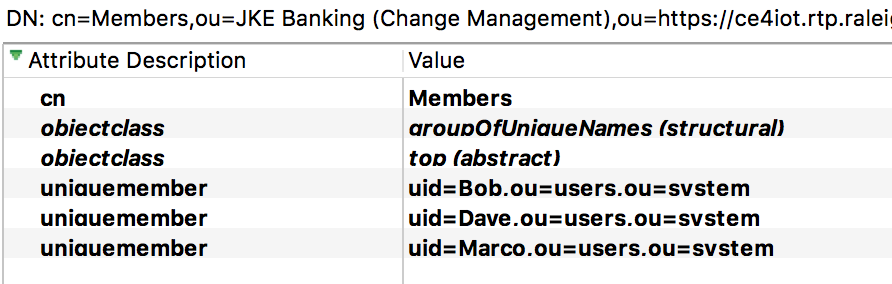 DN: cn=Members,ou=JKE Banking (Change Management),ou=https://ce4iot.rtp.raleig
Attribute Description Value
cn Members
objectclass groupOfUniqueNames (structural)
objectclass top (abstract)
uniquemember uid=Bob,ou=users,ou=system
uniquemember uid=Dave,ou=users,ou=system
uniquemember uid=Marco,ou=users,ou=system